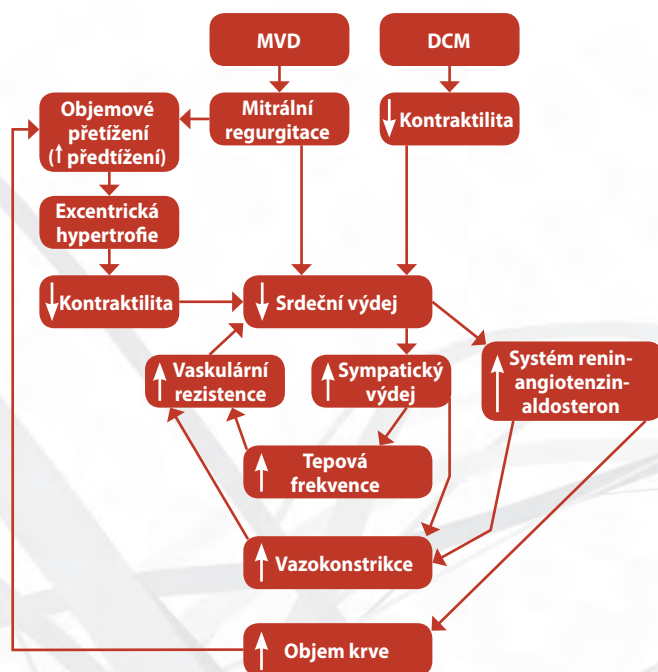 MVD
DCM
Objemové
přetížení
(↑ předtížení)
Mitrální
regurgitace
↓ Kontraktilita
Excentrická
hypertrofie
↓ Kontraktilita
↓ Srdeční výdej
↑ Vaskulární
rezistence
↑ Sympatický
výdej
↑ Systém renin-
angiotenzin-
aldosteron
↑ Tepová
frekvence
↑ Vazokonstrikce
↑ Objem krve